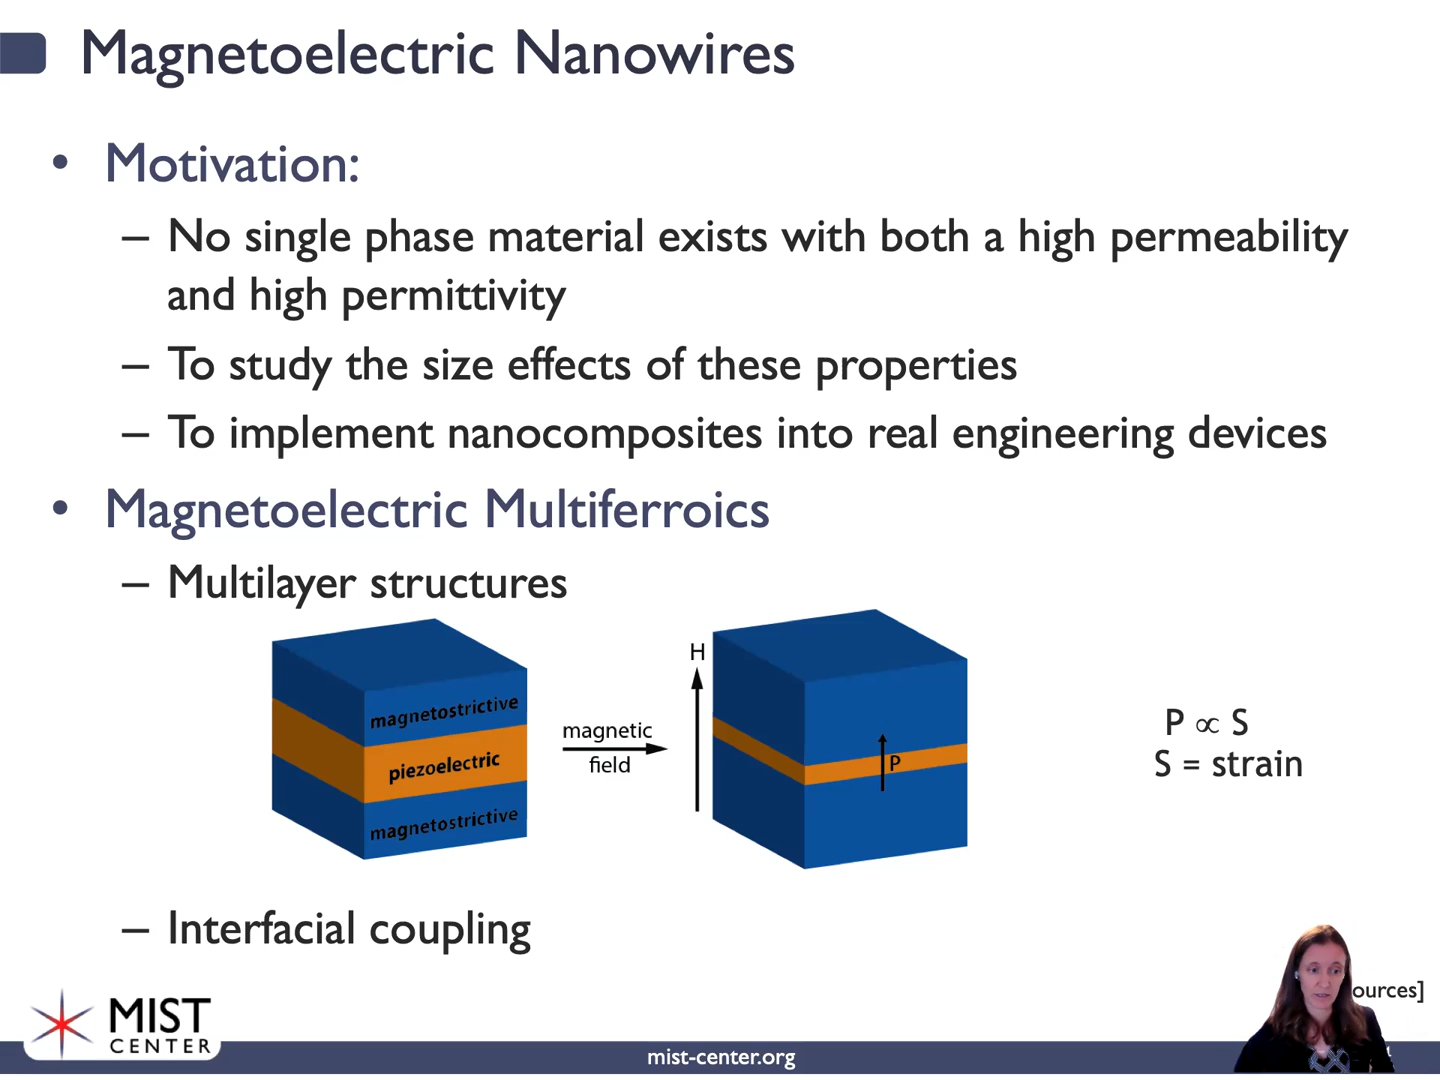 Magnetoelectric Nanowires
• Motivation:
– No single phase material exists with both a high permeability
and high permittivity
– To study the size effects of these properties
– To implement nanocomposites into real engineering devices
• Magnetoelectric Multiferroics
– Multilayer structures
magnetostrictive
piezoelectric
magnetostrictive
magnetic
field
H
P
P ∝ S
S = strain
– Interfacial coupling
ources]
MIST
CENTER
mist-center.org